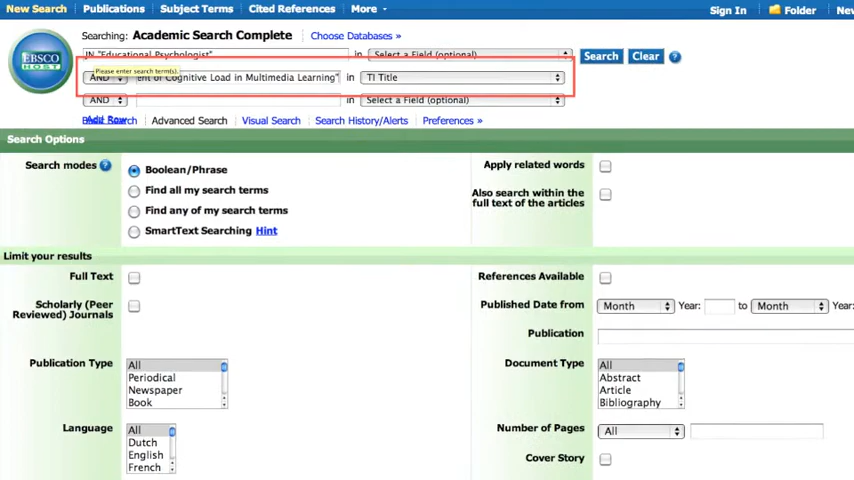 New Search Publications Subject Terms Cited References More Sign In Folder New
Searching: Academic Search Complete Choose Databases »
EBSCO HOST
JN "Educational Psychologist" in Select a Field (optional) Search Clear ?
Please enter search term(s).
AND ent of Cognitive Load in Multimedia Learning" in TI Title
AND in Select a Field (optional)
Add Row
Basic Search Advanced Search Visual Search Search History/Alerts Preferences »
Search Options
Search modes ? Boolean/Phrase
Find all my search terms
Find any of my search terms
SmartText Searching Hint
Apply related words
Also search within the
full text of the articles
Limit your results
Full Text
References Available
Scholarly (Peer
Reviewed) Journals
Published Date from Month Year: to Month Year:
Publication
Publication Type All
Periodical
Newspaper
Book
Document Type All
Abstract
Article
Bibliography
Language All
Dutch
English
French
Number of Pages All
Cover Story